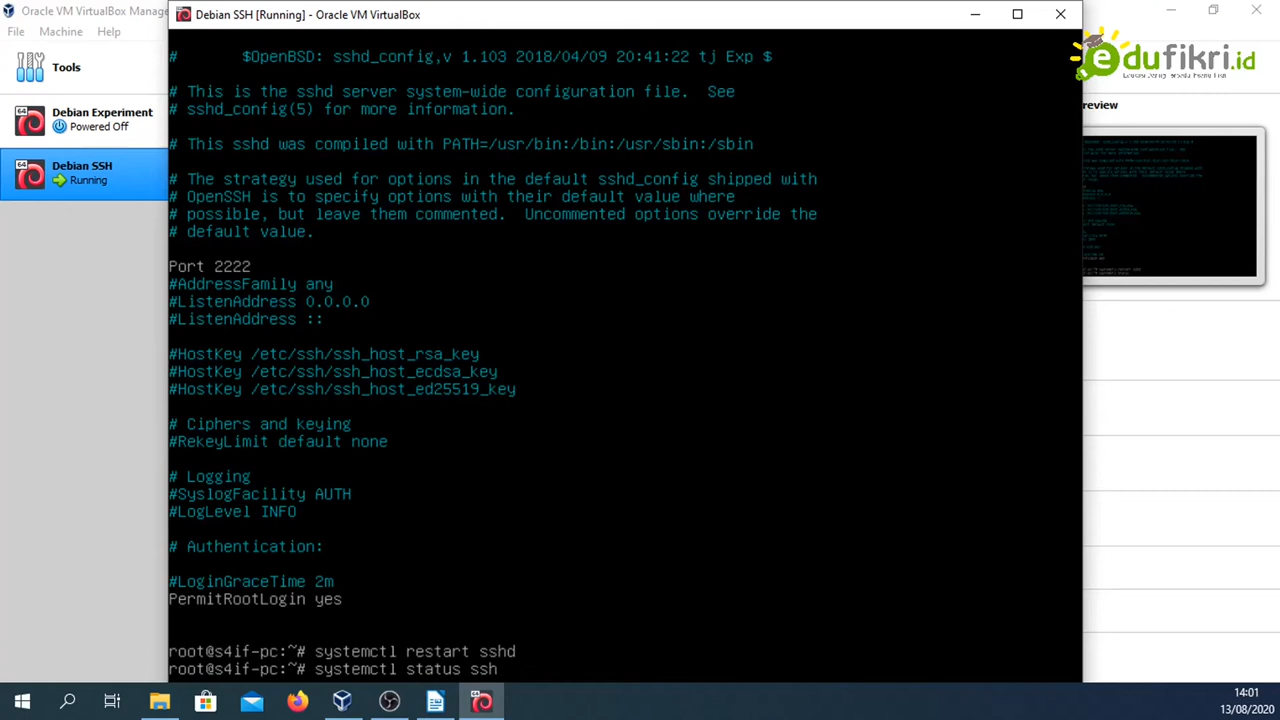 Oracle VM VirtualBox Manag
File Machine Help
Tools
Debian Experiment
Powered Off
Debian SSH
Running
Debian SSH [Running] - Oracle VM VirtualBox
edufikri.id
review
# $OpenBSD: sshd_config,v 1.103 2018/04/09 20:41:22 tj Exp $
# This is the sshd server system-wide configuration file. See
# sshd_config(5) for more information.
# This sshd was compiled with PATH=/usr/bin:/bin:/usr/sbin:/sbin
# The strategy used for options in the default sshd_config shipped with
# OpenSSH is to specify options with their default value where
# possible, but leave them commented. Uncommented options override the
# default value.
Port 2222
#AddressFamily any
#ListenAddress 0.0.0.0
#ListenAddress ::
#HostKey /etc/ssh/ssh_host_rsa_key
#HostKey /etc/ssh/ssh_host_ecdsa_key
#HostKey /etc/ssh/ssh_host_ed25519_key
# Ciphers and keying
#RekeyLimit default none
# Logging
#SyslogFacility AUTH
#LogLevel INFO
# Authentication:
#LoginGraceTime 2m
PermitRootLogin yes
root@s4if-pc:~# systemctl restart sshd
root@s4if-pc:~# systemctl status ssh
14:01
13/08/2020